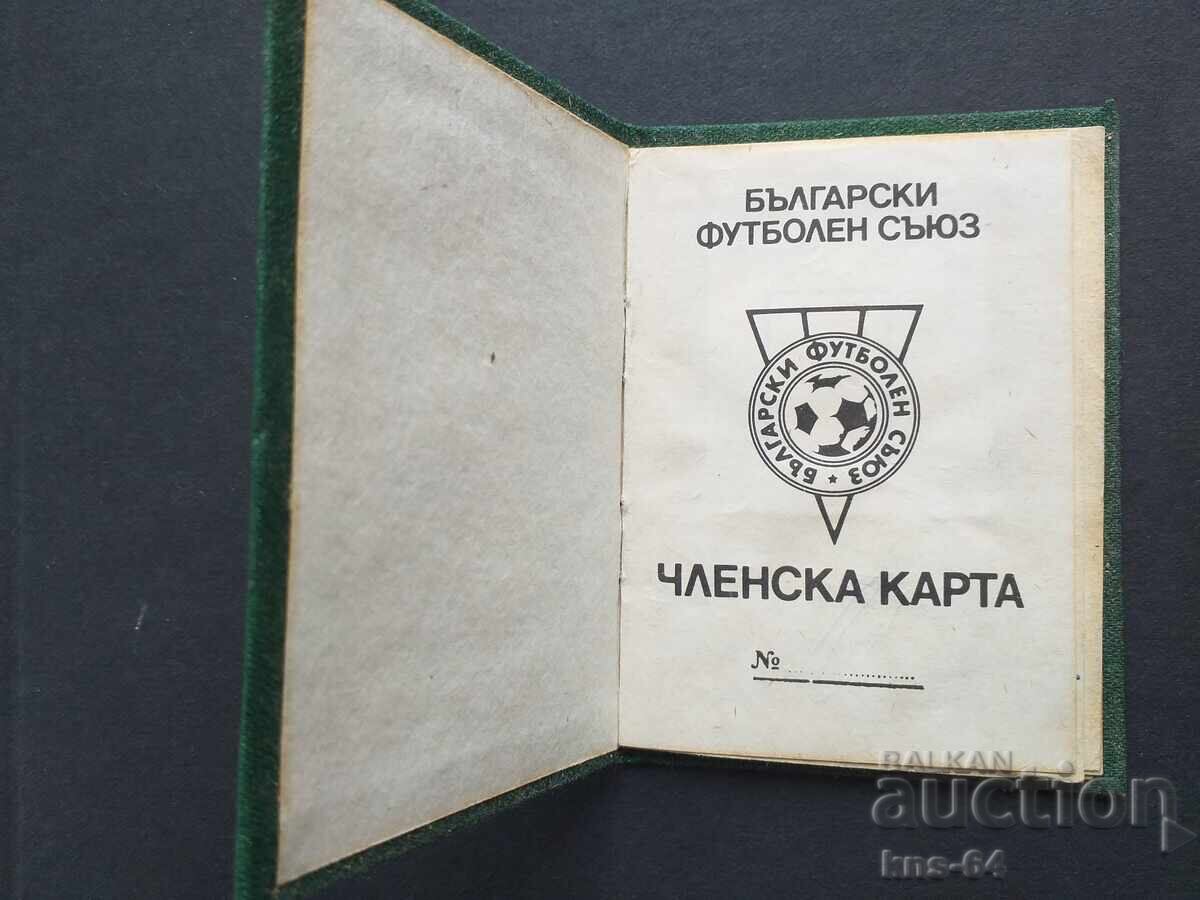 БЪЛГАРСКИ
ФУТБОЛЕН СЪЮЗ
БЪЛГАРСКИ ФУТБОЛЕН СЪЮЗ ★
ЧЛЕНСКА КАРТА
№
BALKAN
auction
kns-64